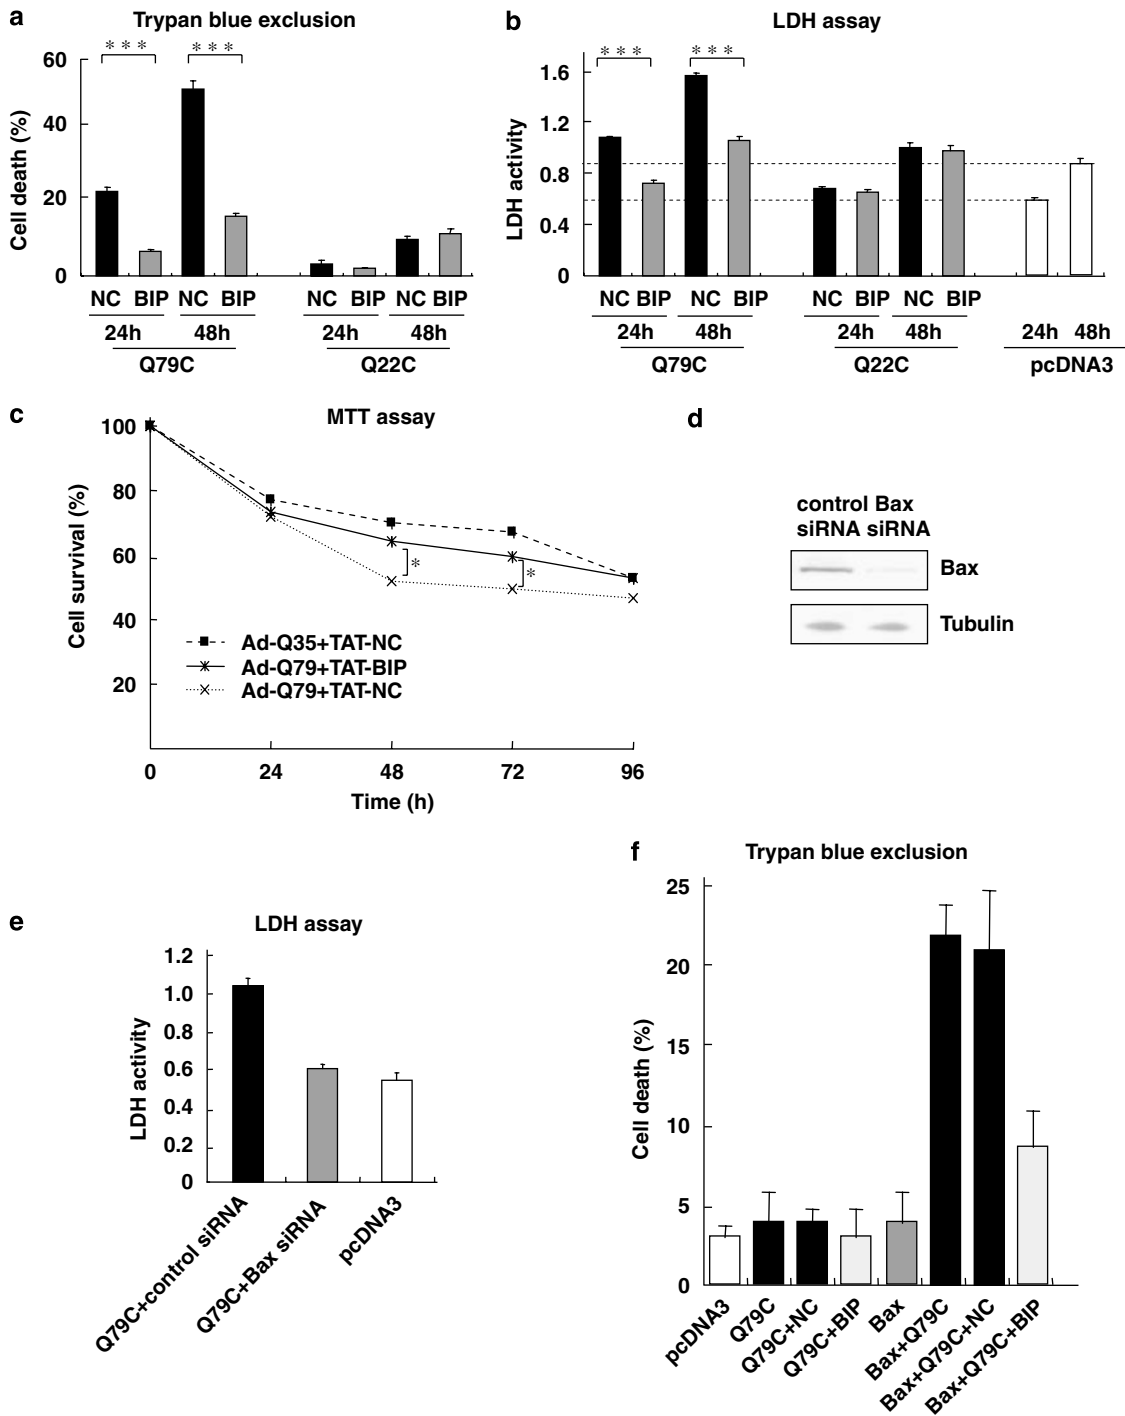 a
Trypan blue exclusion
Cell death (%)
60
40
20
0
*** ***
NC BIP NC BIP NC BIP NC BIP
24h 48h 24h 48h
Q79C Q22C
b
LDH assay
LDH activity
1.6
1.2
0.8
0.4
0
*** ***
NC BIP NC BIP NC BIP NC BIP
24h 48h 24h 48h 24h 48h
Q79C Q22C pcDNA3
c
MTT assay
Cell survival (%)
100
80
60
40
20
* *
Ad-Q35+TAT-NC
Ad-Q79+TAT-BIP
Ad-Q79+TAT-NC
0 24 48 72 96
Time (h)
d
control Bax
siRNA siRNA
Bax
Tubulin
e
LDH assay
LDH activity
1.2
1.0
0.8
0.6
0.4
0.2
0
Q79C+control siRNA
Q79C+Bax siRNA
pcDNA3
f
Trypan blue exclusion
Cell death (%)
25
20
15
10
5
0
pcDNA3
Q79C
Q79C+NC
Q79C+BIP
Bax
Bax+Q79C
Bax+Q79C+NC
Bax+Q79C+BIP